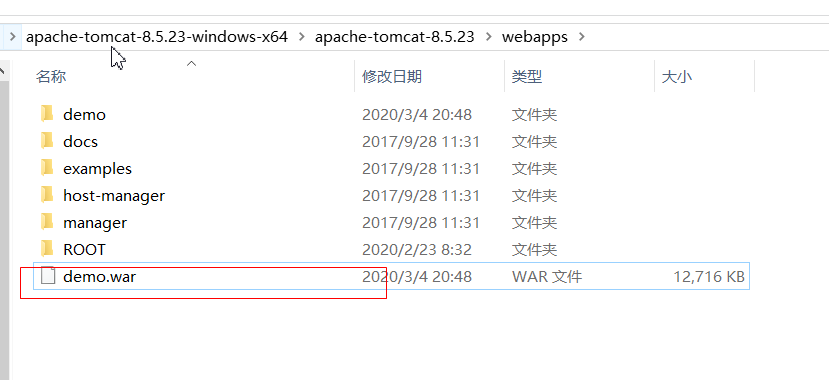 apache-tomcat-8.5.23-windows-x64 > apache-tomcat-8.5.23 > webapps >
名称 修改日期 类型 大小
demo 2020/3/4 20:48 文件夹
docs 2017/9/28 11:31 文件夹
examples 2017/9/28 11:31 文件夹
host-manager 2017/9/28 11:31 文件夹
manager 2017/9/28 11:31 文件夹
ROOT 2020/2/23 8:32 文件夹
demo.war 2020/3/4 20:48 WAR 文件 12,716 KB